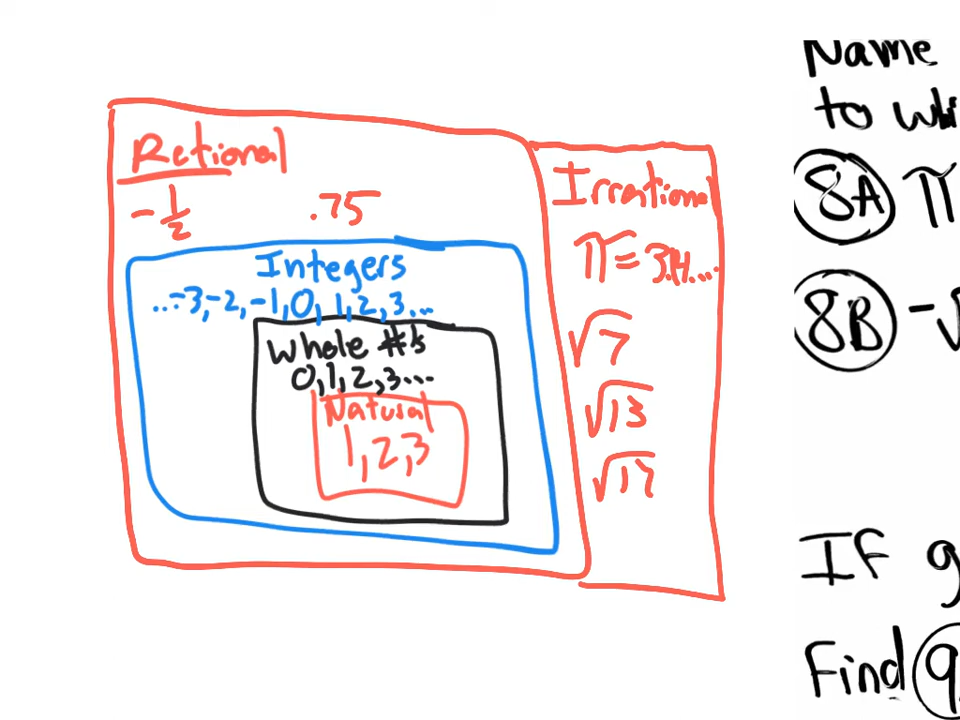 Rational
-1/2 .75
Integers
...-3,-2,-1,0,1,2,3...
Whole #s
0,1,2,3...
Natural
1,2,3
Irrational
π=3.14...
√7
√13
√17
Name
to
8A π
8B -√
If g
Find 9